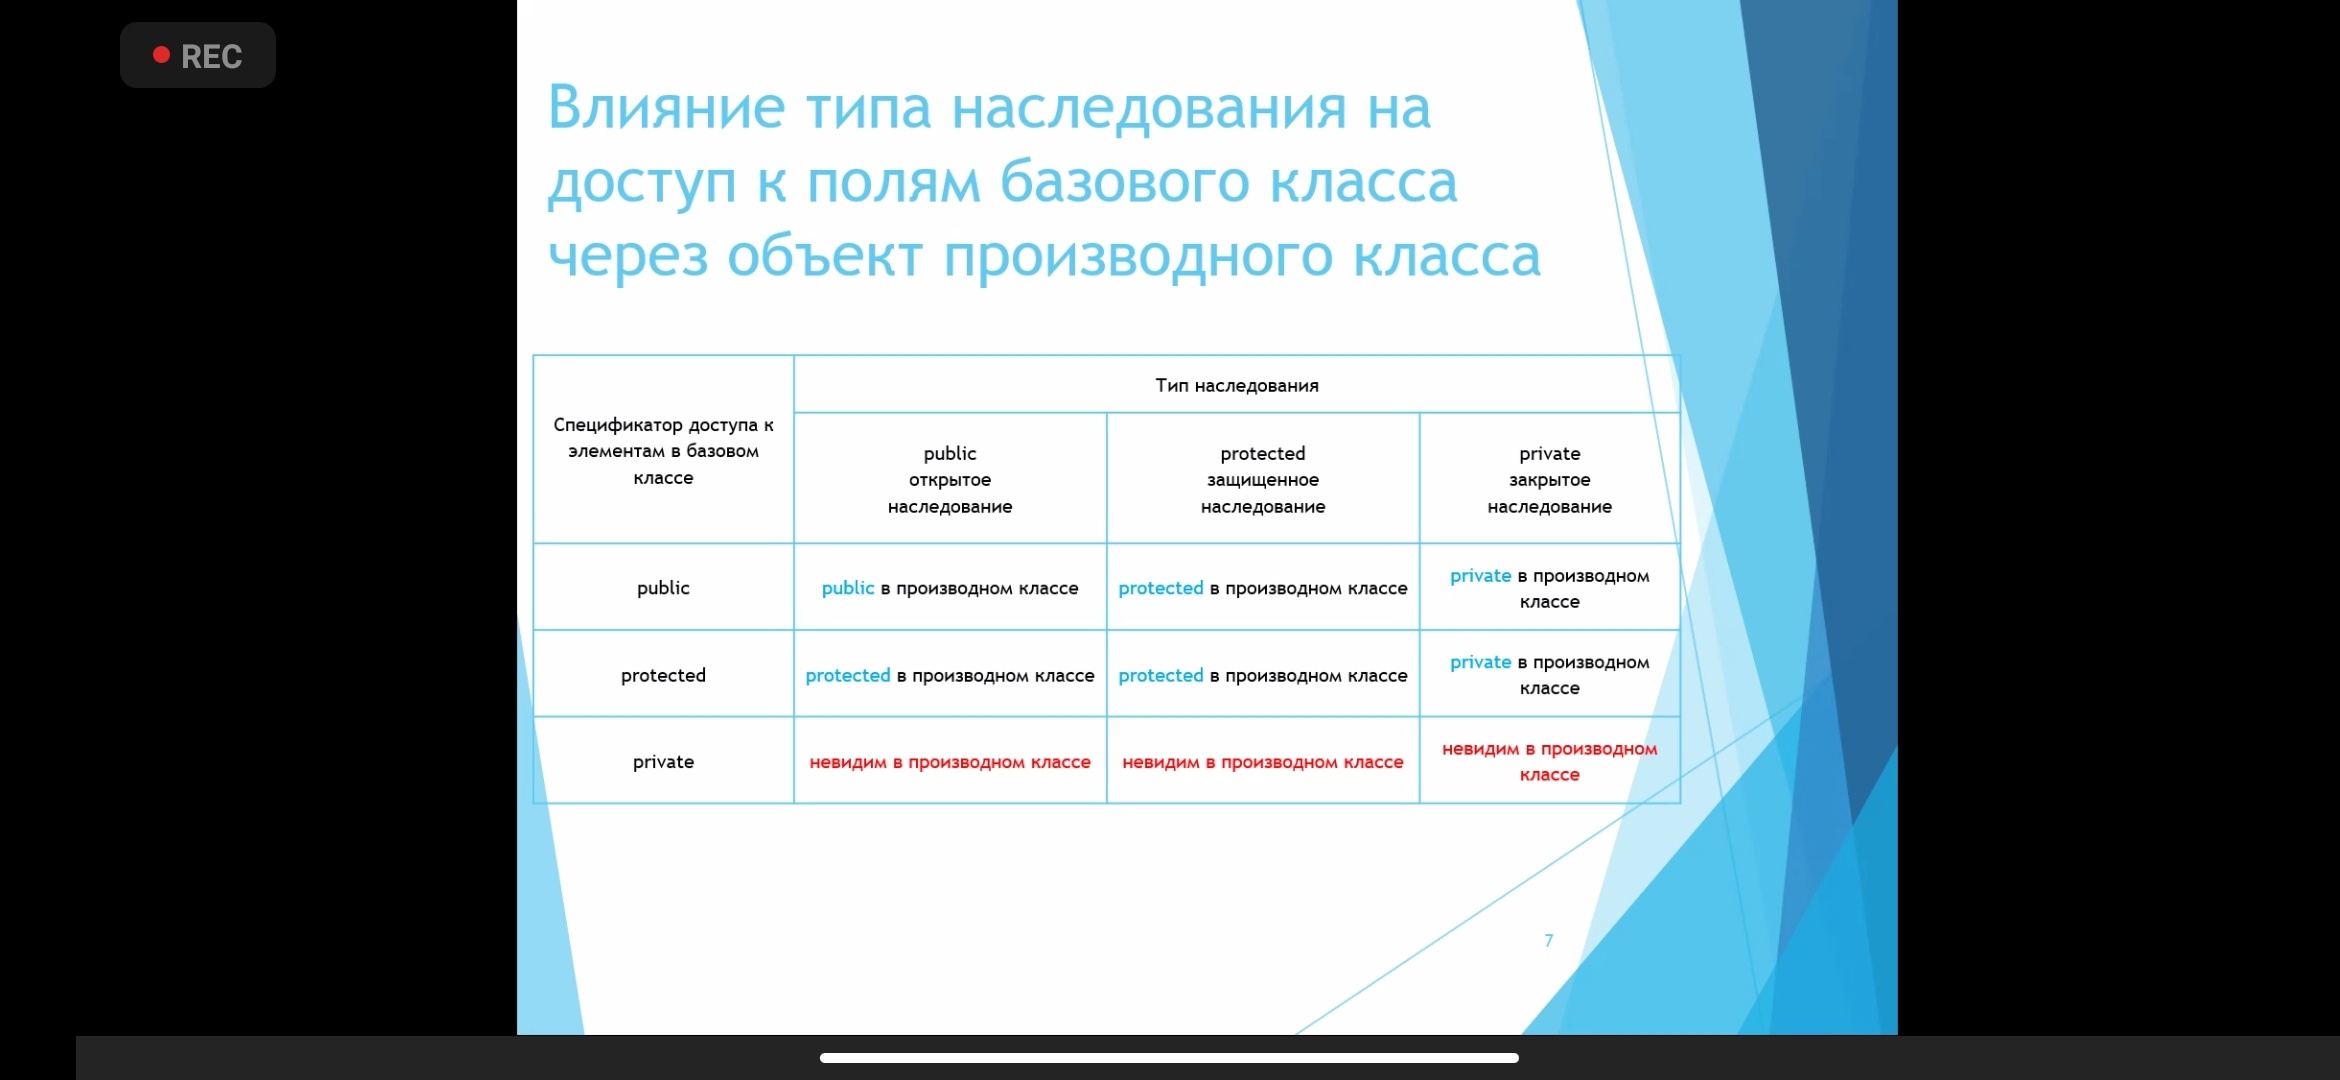 REC
Влияние типа наследования на
доступ к полям базового класса
через объект производного класса
Спецификатор доступа к
элементам в базовом
классе
Тип наследования
public
открытое
наследование
protected
защищенное
наследование
private
закрытое
наследование
public
public в производном классе
protected в производном классе
private в производном
классе
protected
protected в производном классе
protected в производном классе
private в производном
классе
private
невидим в производном классе
невидим в производном классе
невидим в производном
классе
7